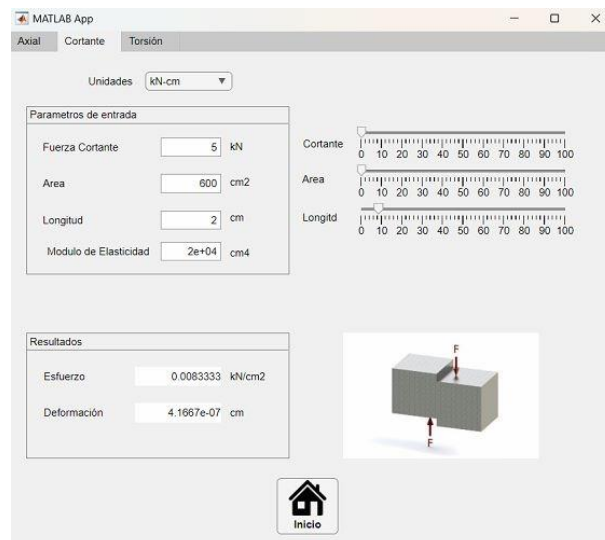 MATLAB App
Axial Cortante Torsión
Unidades kN-cm
Parametros de entrada
Fuerza Cortante 5 kN
Area 600 cm2
Longitud 2 cm
Modulo de Elasticidad 2e+04 cm4
Cortante
0 10 20 30 40 50 60 70 80 90 100
Area
0 10 20 30 40 50 60 70 80 90 100
Longitd
0 10 20 30 40 50 60 70 80 90 100
Resultados
Esfuerzo 0.0083333 kN/cm2
Deformación 4.1667e-07 cm
F
F
Inicio